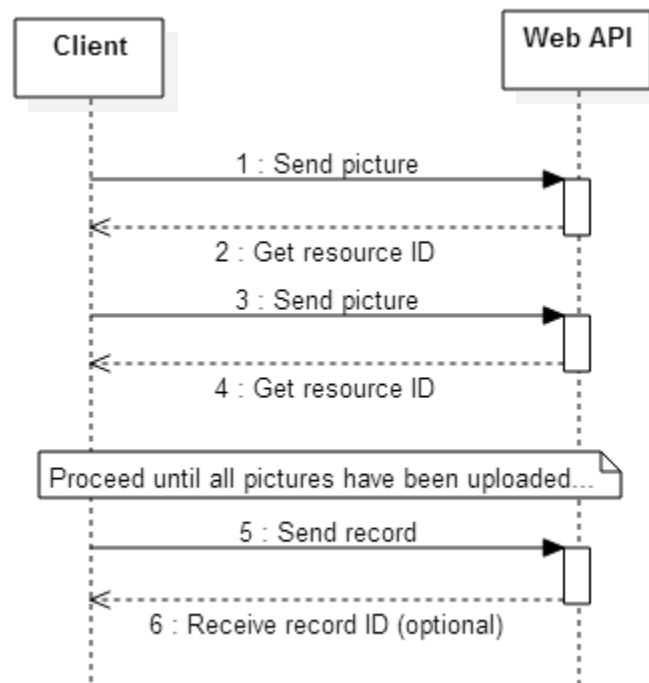 Client
Web API
1 : Send picture
2 : Get resource ID
3 : Send picture
4 : Get resource ID
Proceed until all pictures have been uploaded...
5 : Send record
6 : Receive record ID (optional)